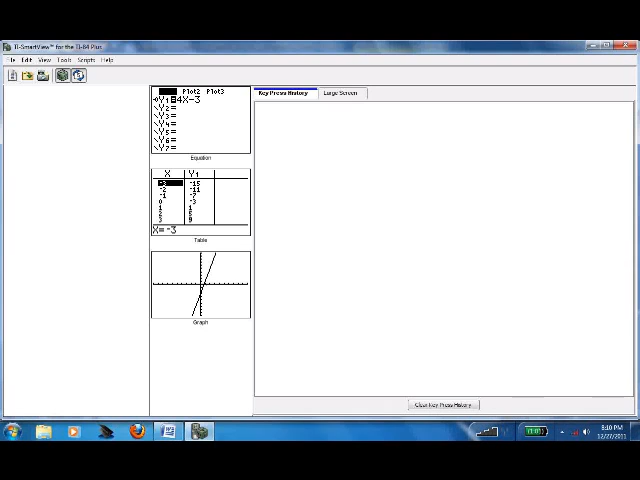 TI-SmartView™ for the TI-84 Plus
File Edit View Tools Scripts Help
Plot2 Plot3
Y1=4X-3
\Y2=
\Y3=
\Y4=
\Y5=
\Y6=
\Y7=
Equation
X Y1
-3 -15
-2 -11
-1 -7
0 -3
1 1
2 5
3 9
X=-3
Table
Graph
Key Press History Large Screen
Clear Key Press History
8:10 PM
12/27/2011